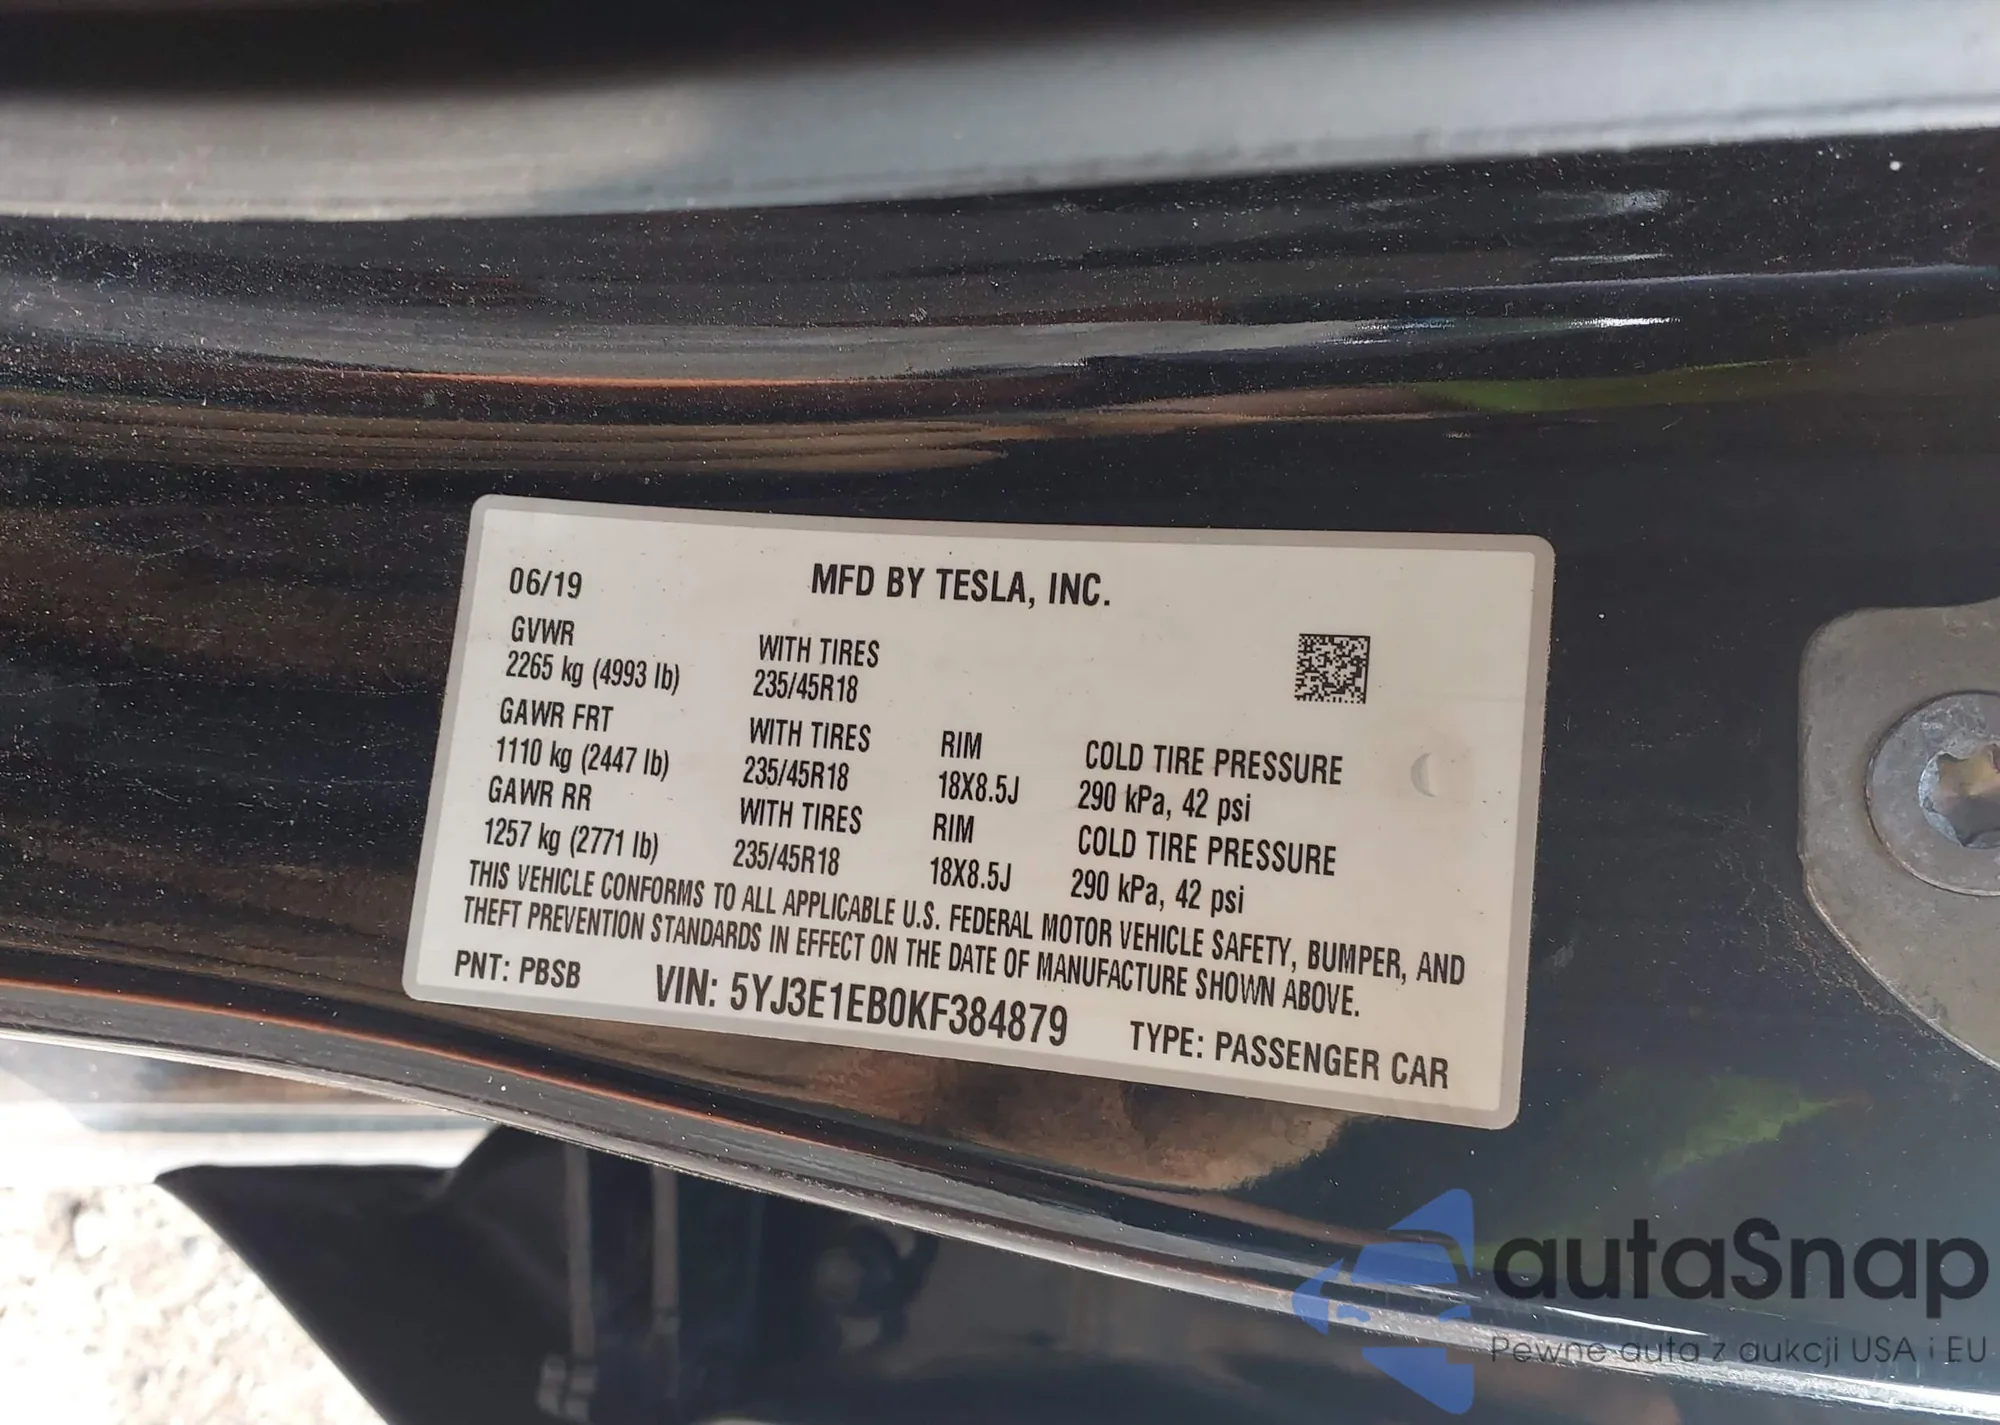 06/19 MFD BY TESLA, INC.
GVWR WITH TIRES
2265 kg (4993 lb) 235/45R18
GAWR FRT WITH TIRES RIM COLD TIRE PRESSURE
1110 kg (2447 lb) 235/45R18 18X8.5J 290 kPa, 42 psi
GAWR RR WITH TIRES RIM COLD TIRE PRESSURE
1257 kg (2771 lb) 235/45R18 18X8.5J 290 kPa, 42 psi
THIS VEHICLE CONFORMS TO ALL APPLICABLE U.S. FEDERAL MOTOR VEHICLE SAFETY, BUMPER, AND
THEFT PREVENTION STANDARDS IN EFFECT ON THE DATE OF MANUFACTURE SHOWN ABOVE.
PNT: PBSB VIN: 5YJ3E1EB0KF384879 TYPE: PASSENGER CAR
autaSnap
Pewne auta z aukcji USA i EU